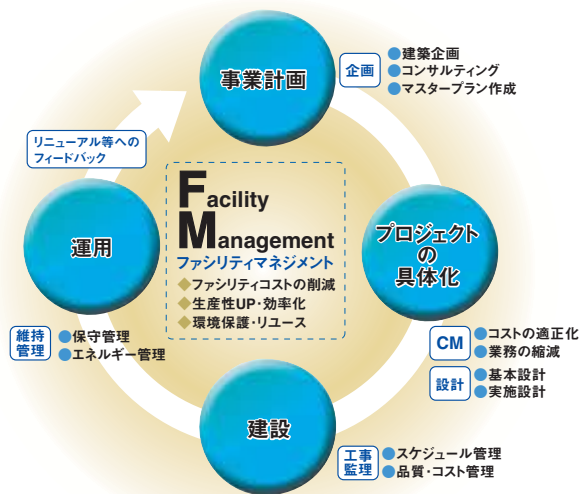 事業計画
企画
●建築企画
●コンサルティング
●マスタープラン作成
リニューアル等への
フィードバック
Facility
Management
ファシリティマネジメント
◆ファシリティコストの削減
◆生産性UP・効率化
◆環境保護・リユース
運用
プロジェクト
の
具体化
維持
管理
●保守管理
●エネルギー管理
CM
●コストの適正化
●業務の縮減
設計
●基本設計
●実施設計
建設
工事
監理
●スケジュール管理
●品質・コスト管理